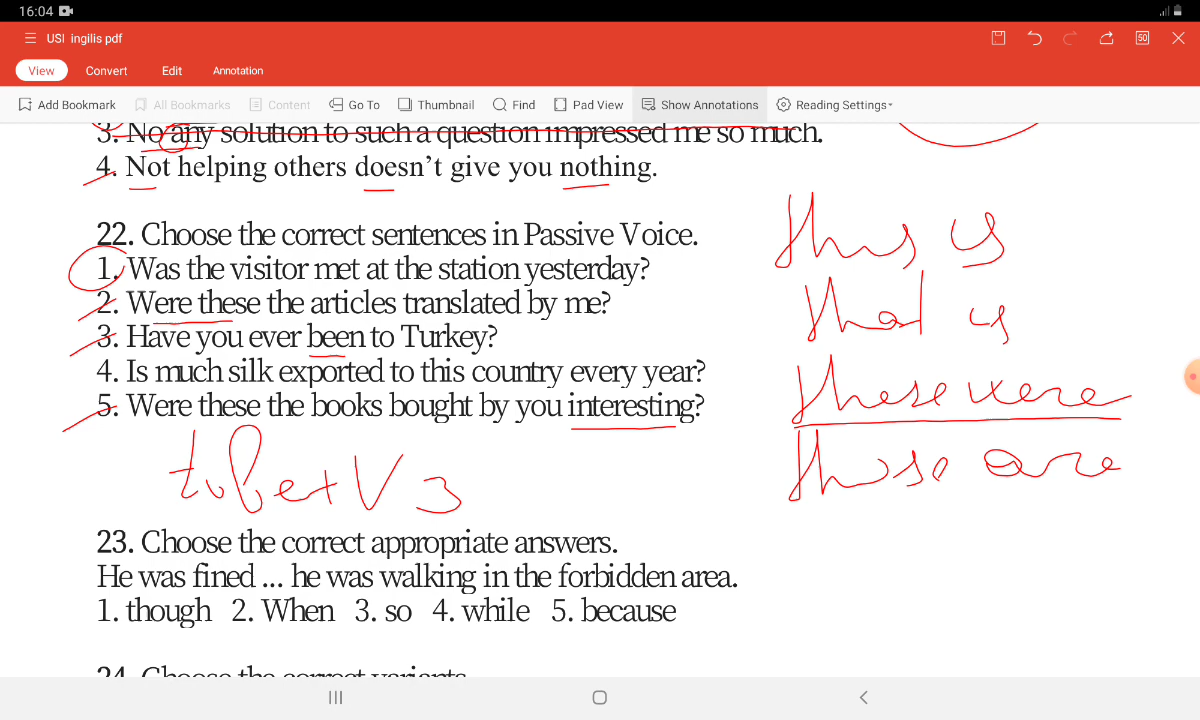 16:04
USI ingilis pdf
50
View Convert Edit Annotation
Add Bookmark All Bookmarks Content Go To Thumbnail Find Pad View Show Annotations Reading Settings
3. No any solution to such a question impressed me so much.
4. Not helping others doesn't give you nothing.
22. Choose the correct sentences in Passive Voice.
1. Was the visitor met at the station yesterday?
2. Were these the articles translated by me?
3. Have you ever been to Turkey?
4. Is much silk exported to this country every year?
5. Were these the books bought by you interesting?
this is
that is
these were
those are
to be + V3
23. Choose the correct appropriate answers.
He was fined ... he was walking in the forbidden area.
1. though 2. When 3. so 4. while 5. because
24. Choose the correct variants.